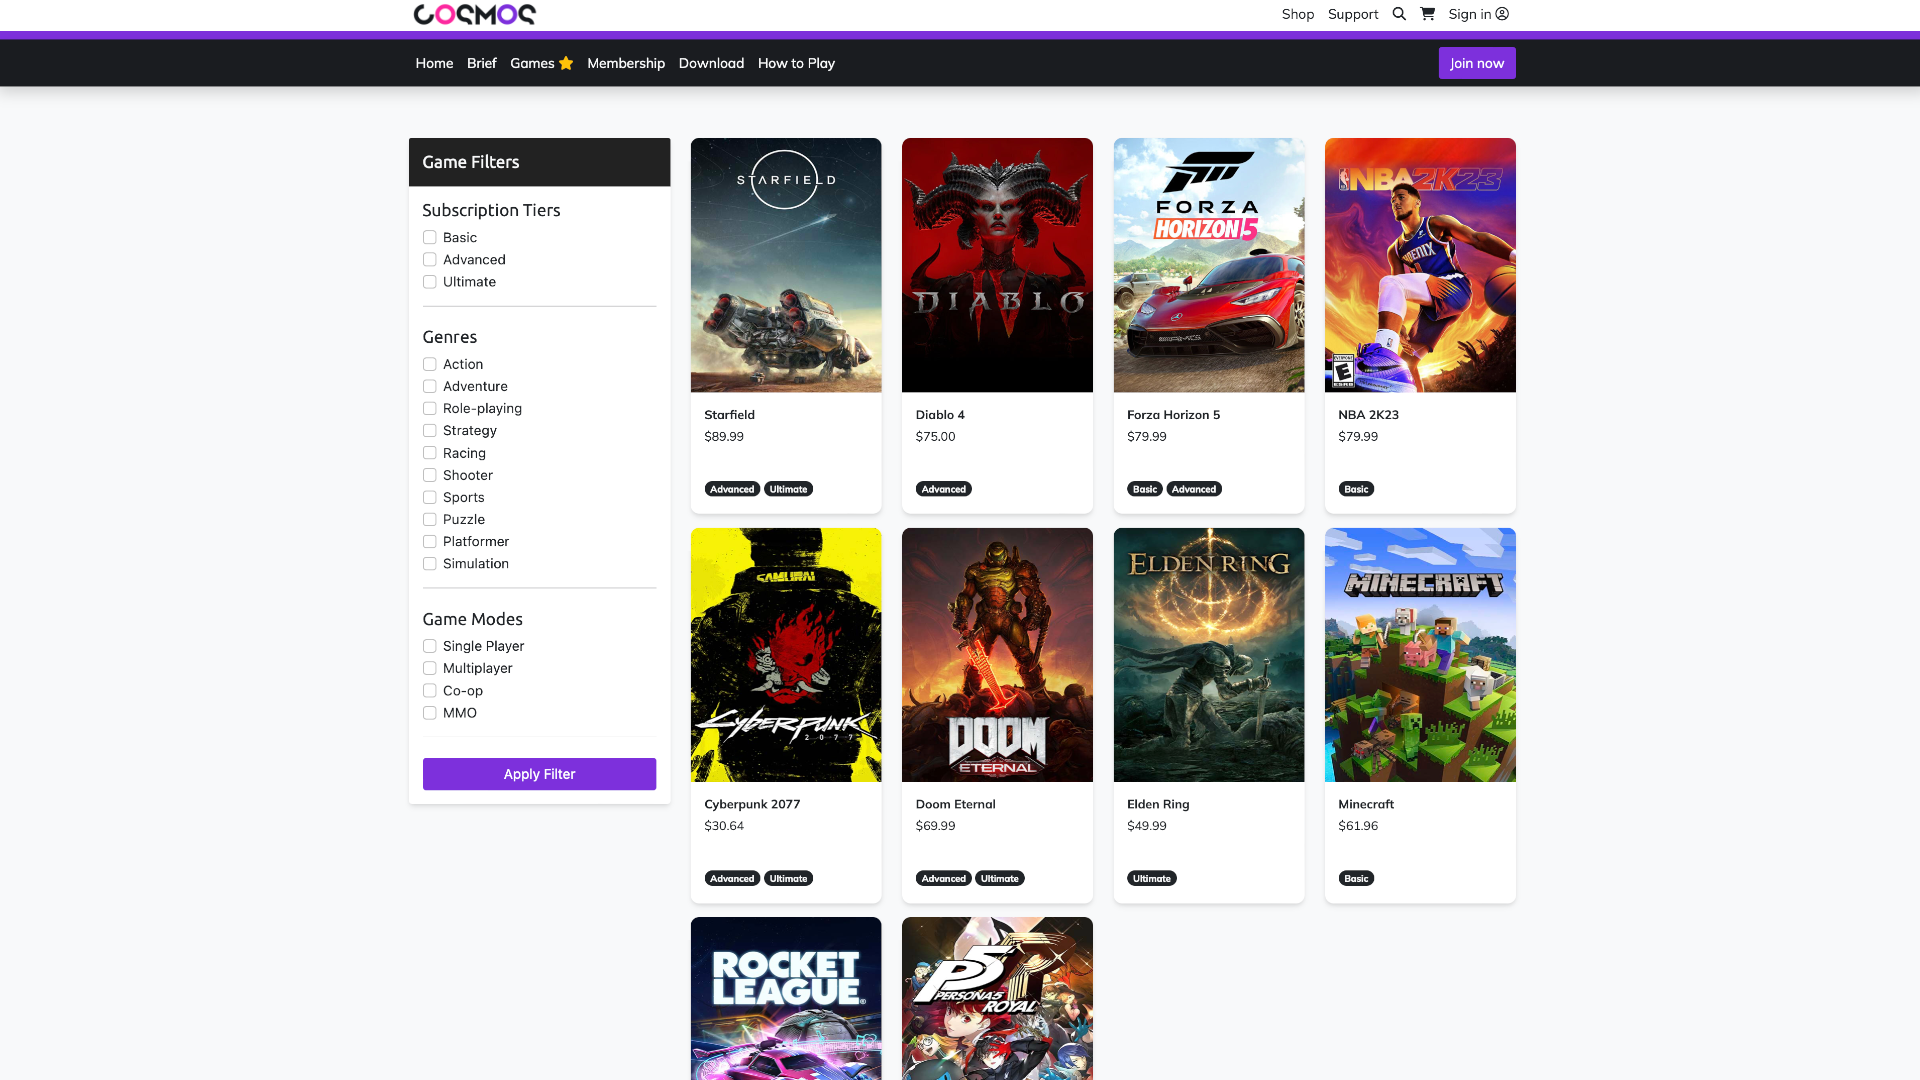 COSMOS
Shop Support Sign in
Home Brief Games Membership Download How to Play Join now
Game Filters
Subscription Tiers
Basic
Advanced
Ultimate
Genres
Action
Adventure
Role-playing
Strategy
Racing
Shooter
Sports
Puzzle
Platformer
Simulation
Game Modes
Single Player
Multiplayer
Co-op
MMO
Apply Filter
STARFIELD
Starfield
$89.99
Advanced Ultimate
DIABLO
Diablo 4
$75.00
Advanced
FORZA
HORIZON 5
Forza Horizon 5
$79.99
Basic Advanced
NBA 2K23
PHOENIX
EVERYONE
E
ESRB
NBA 2K23
$79.99
Basic
SAMURAI
Cyberpunk
2077
Cyberpunk 2077
$30.64
Advanced Ultimate
DOOM
ETERNAL
Doom Eternal
$69.99
Advanced Ultimate
ELDEN RING
Elden Ring
$49.99
Ultimate
MINECRAFT
Minecraft
$61.96
Basic
ROCKET
LEAGUE
P5R
PERSONA5
ROYAL